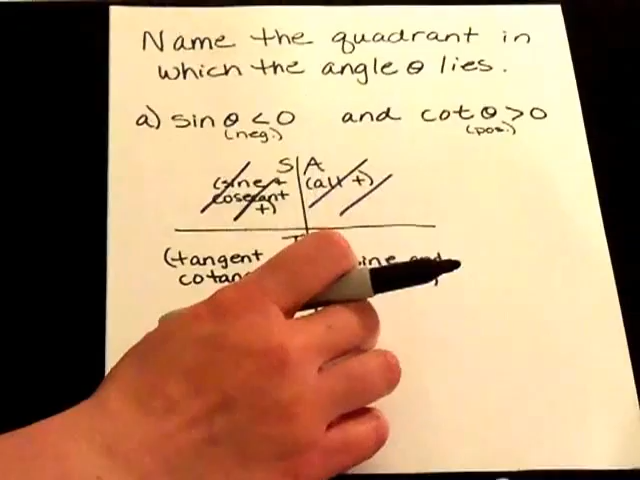 Name the quadrant in
which the angle θ lies.
a) sin θ < 0 and cot θ > 0
(neg.) (pos.)
S A
(sine + (all +)
cosecant
+)
(tangent